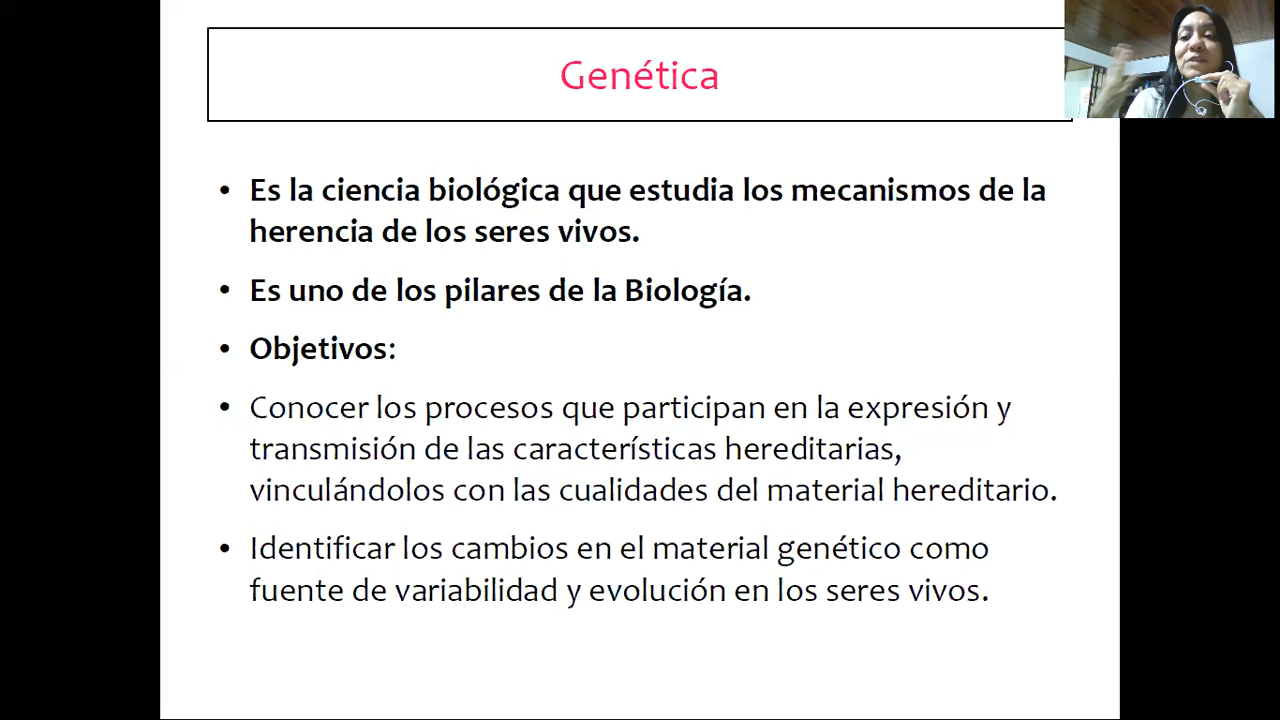 Genética
• Es la ciencia biológica que estudia los mecanismos de la
herencia de los seres vivos.
• Es uno de los pilares de la Biología.
• Objetivos:
• Conocer los procesos que participan en la expresión y
transmisión de las características hereditarias,
vinculándolos con las cualidades del material hereditario.
• Identificar los cambios en el material genético como
fuente de variabilidad y evolución en los seres vivos.